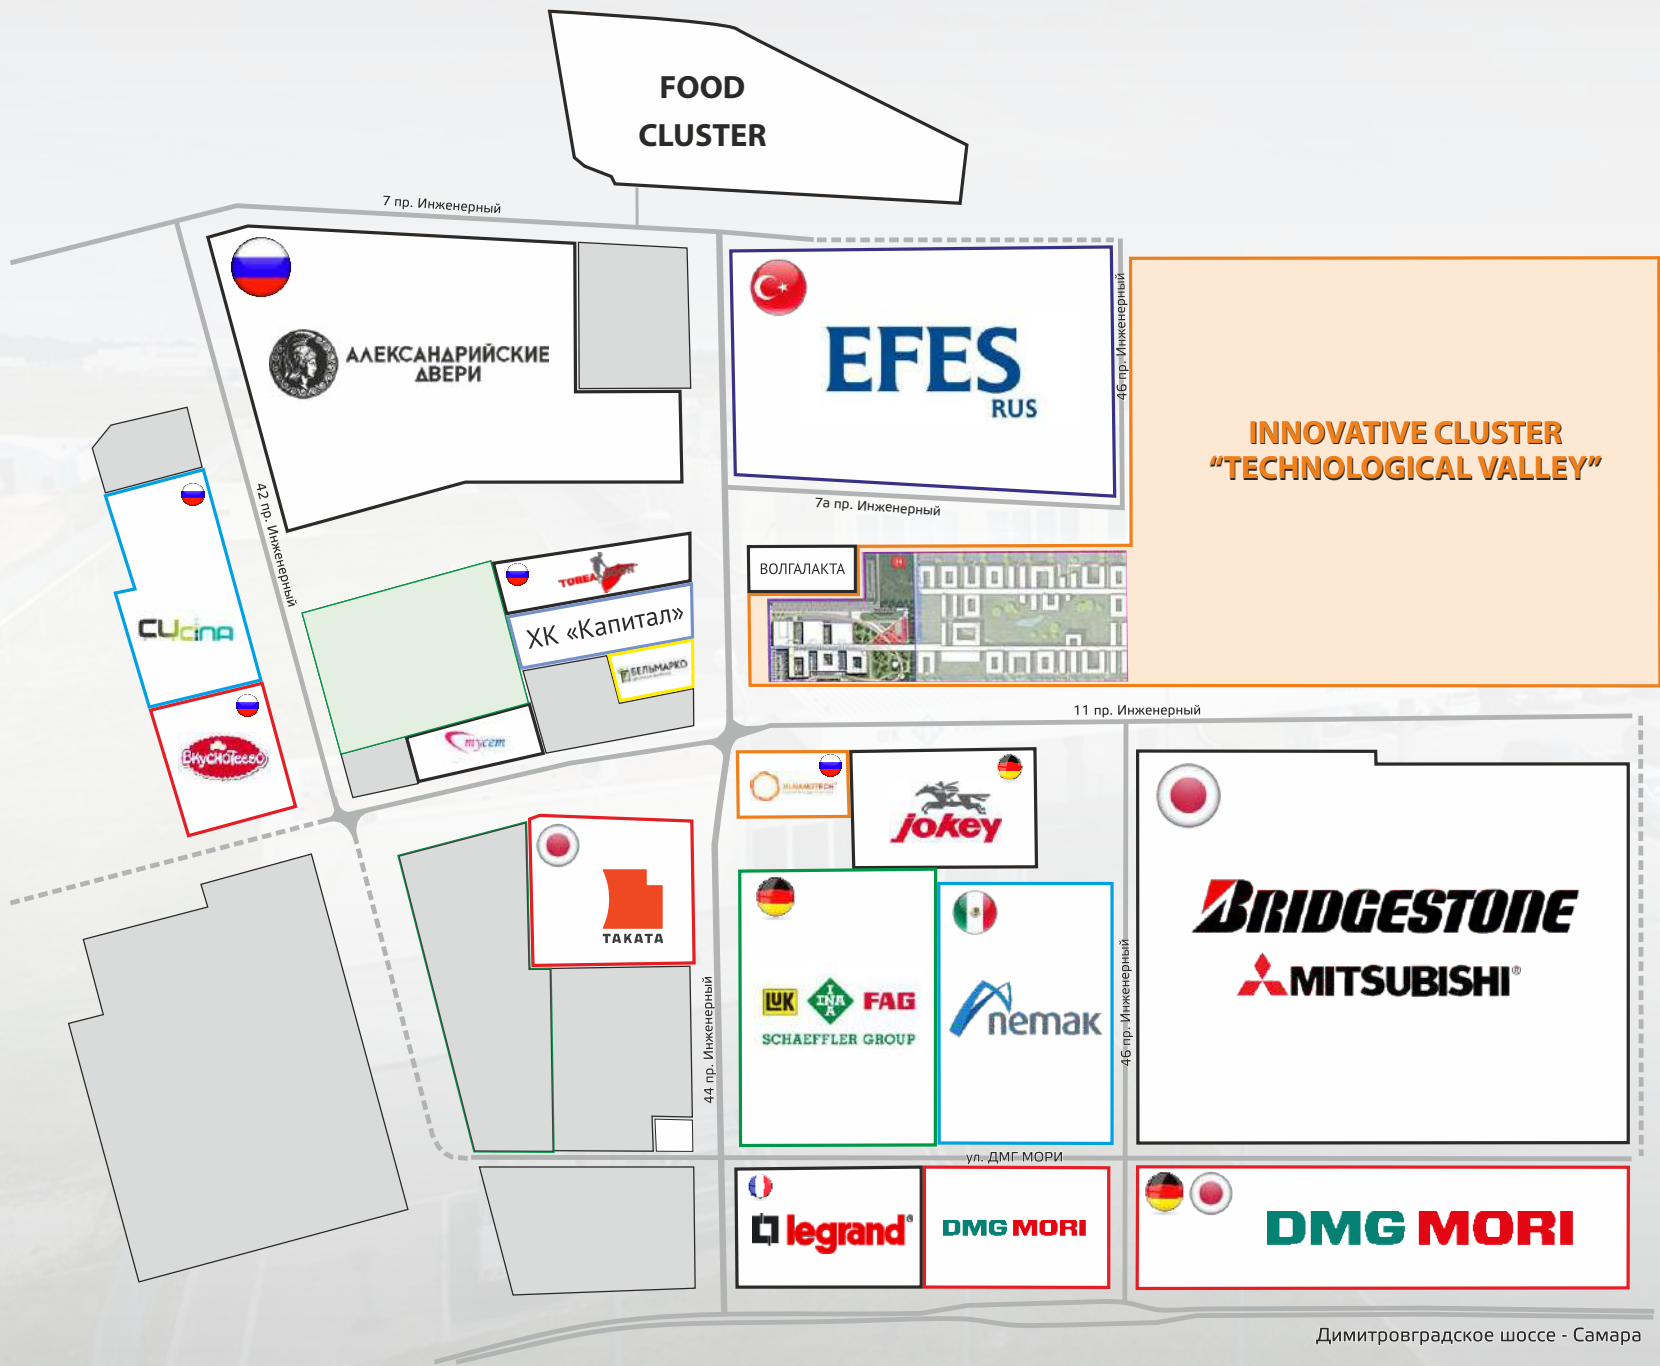 FOOD
CLUSTER
7 пр. Инженерный
АЛЕКСАНДРИЙСКИЕ
ДВЕРИ
EFES
RUS
46 пр. Инженерный
INNOVATIVE CLUSTER
“TECHNOLOGICAL VALLEY”
7а пр. Инженерный
42 пр. Инженерный
CUcinA
ВкусноТеево
ХК «Капитал»
БЕЛЬМАРКО
тусет
ВОЛГАЛАКТА
11 пр. Инженерный
jokey
TAKATA
44 пр. Инженерный
LUK
INA
INA
FAG
SCHAEFFLER GROUP
nemak
46 пр. Инженерный
BRIDGESTONE
MITSUBISHI®
ул. ДМГ МОРИ
legrand®
DMG MORI
DMG MORI
Димитровградское шоссе - Самара